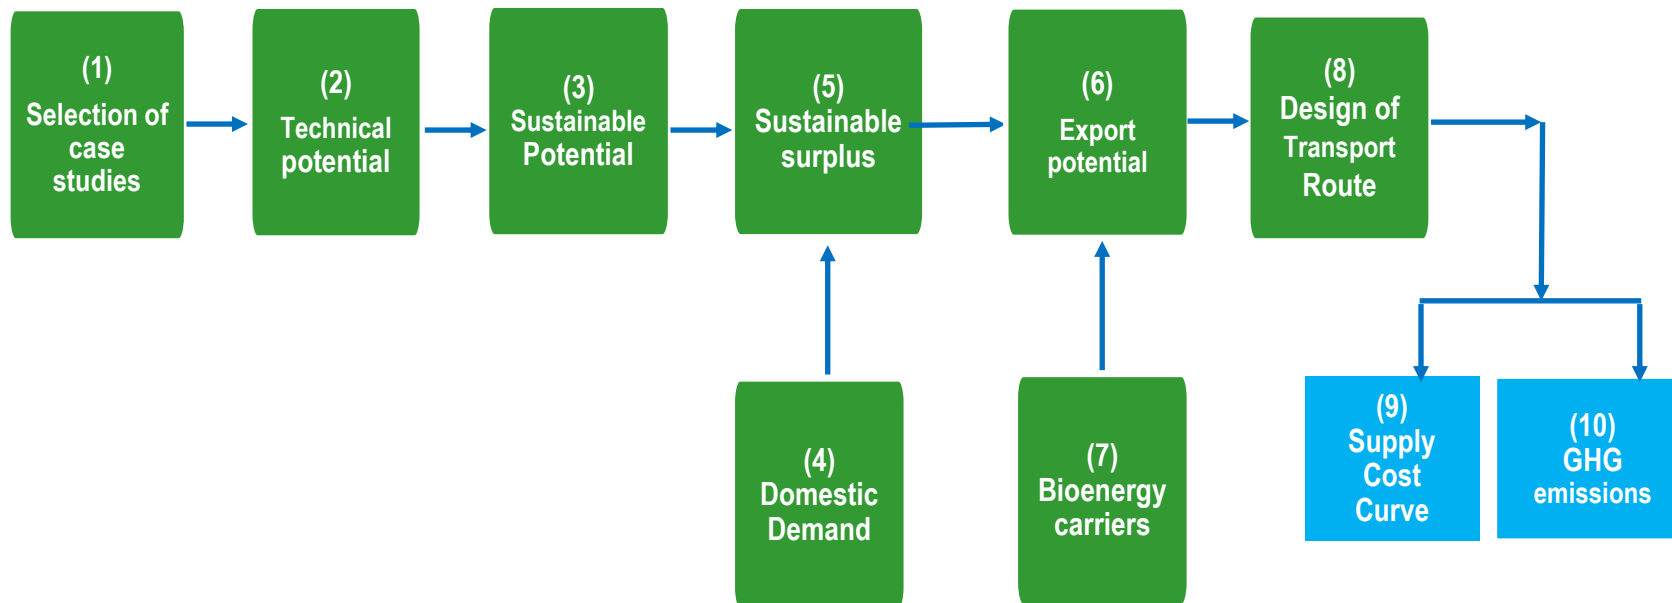 (1)
Selection of
case
studies
(2)
Technical
potential
(3)
Sustainable
Potential
(5)
Sustainable
surplus
(6)
Export
potential
(8)
Design of
Transport
Route
(4)
Domestic
Demand
(7)
Bioenergy
carriers
(9)
Supply
Cost
Curve
(10)
GHG
emissions